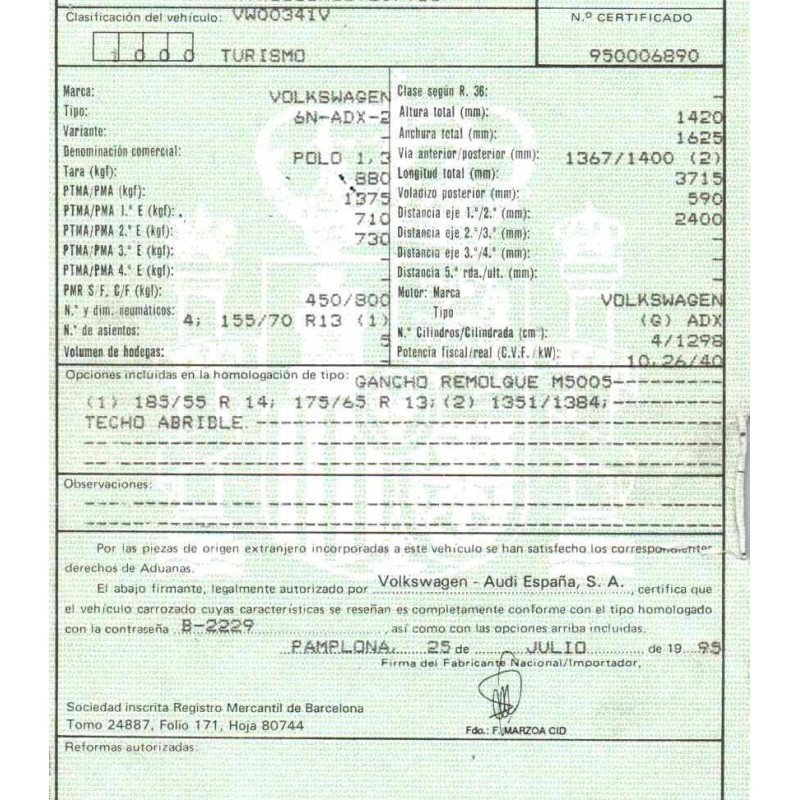 Clasificación del vehículo: VW00341V
Nº CERTIFICADO
1000 TURISMO
950006890
Marca: VOLKSWAGEN
Tipo: 6N-ADX-2
Variante: -
Denominación comercial: POLO 1,3
Tara (kgf): 880
PTMA/PMA (kgf): 1375
PTMA/PMA 1.º E (kgf): 710
PTMA/PMA 2.º E (kgf): 730
PTMA/PMA 3.º E (kgf): -
PTMA/PMA 4.º E (kgf): -
PMR S/F, C/F (kgf): 450/800
N.º y dim. neumáticos: 4; 155/70 R13 (1)
N.º de asientos: 5
Volumen de bodegas: -
Clase según R. 36: -
Altura total (mm): 1420
Anchura total (mm): 1625
Via anterior/posterior (mm): 1367/1400 (2)
Longitud total (mm): 3715
Voladizo posterior (mm): 590
Distancia eje 1.º/2.º (mm): 2400
Distancia eje 2.º/3.º (mm): -
Distancia eje 3.º/4.º (mm): -
Distancia 5.ª rda./ult. (mm): -
Motor: Marca VOLKSWAGEN
Tipo (G) ADX
N.º Cilindros/Cilindrada (cm³): 4/1298
Potencia fiscal/real (C.V.F./kW): 10,26/40
Opciones incluidas en la homologación de tipo: GANCHO REMOLQUE M5005----------
(1) 185/55 R 14; 175/65 R 13; (2) 1351/1384;----------
TECHO ABRIBLE.
Observaciones:
Por las piezas de origen extranjero incorporadas a este vehículo se han satisfecho los correspondientes
derechos de Aduanas.
El abajo firmante, legalmente autorizado por Volkswagen - Audi España, S. A., certifica que
el vehículo carrozado cuyas características se reseñan es completamente conforme con el tipo homologado
con la contraseña B-2229, así como con las opciones arriba incluidas.
PAMPLONA, 25 de JULIO de 19 95
Firma del Fabricante Nacional/Importador,
Sociedad inscrita Registro Mercantil de Barcelona
Tomo 24887, Folio 171, Hoja 80744
Fdo.: F. MARZOA CID
Reformas autorizadas: